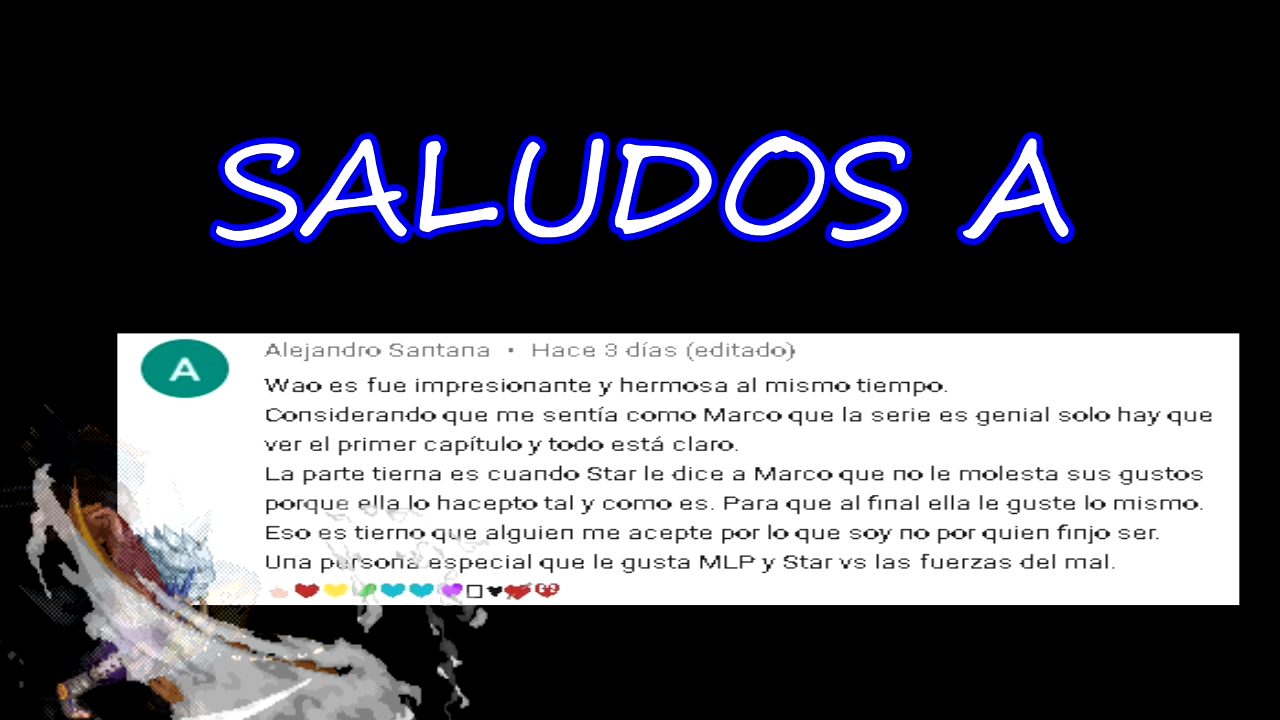 SALUDOS A
A
Alejandro Santana • Hace 3 días (editado)
Wao es fue impresionante y hermosa al mismo tiempo.
Considerando que me sentía como Marco que la serie es genial solo hay que
ver el primer capítulo y todo está claro.
La parte tierna es cuando Star le dice a Marco que no le molesta sus gustos
porque ella lo hacepto tal y como es. Para que al final ella le guste lo mismo.
Eso es tierno que alguien me acepte por lo que soy no por quien finjo ser.
Una persona especial que le gusta MLP y Star vs las fuerzas del mal.